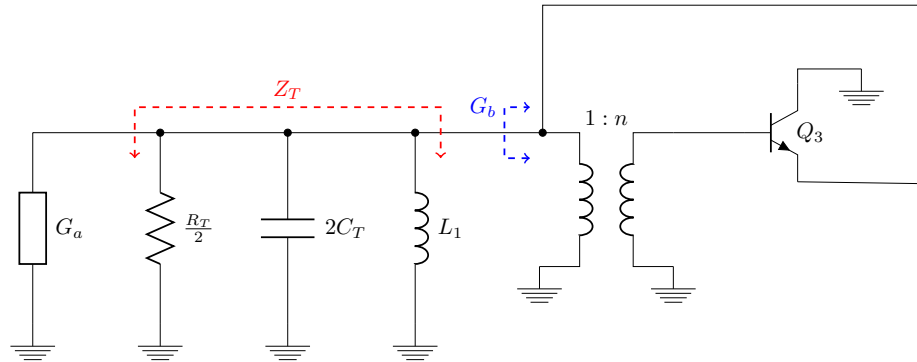 Z_T
G_b
1 : n
Q_3
G_a
R_T/2
2C_T
L_1